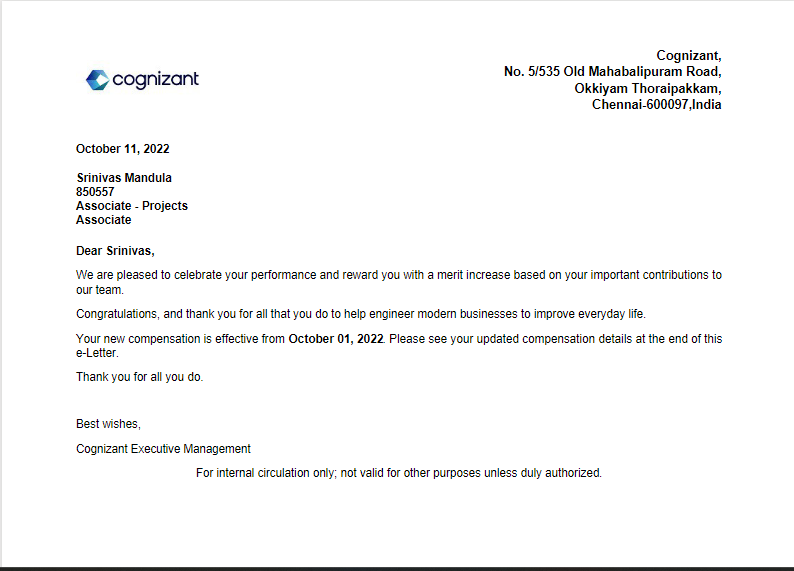 cognizant
Cognizant,
No. 5/535 Old Mahabalipuram Road,
Okkiyam Thoraipakkam,
Chennai-600097,India
October 11, 2022
Srinivas Mandula
850557
Associate - Projects
Associate
Dear Srinivas,
We are pleased to celebrate your performance and reward you with a merit increase based on your important contributions to
our team.
Congratulations, and thank you for all that you do to help engineer modern businesses to improve everyday life.
Your new compensation is effective from October 01, 2022. Please see your updated compensation details at the end of this
e-Letter.
Thank you for all you do.
Best wishes,
Cognizant Executive Management
For internal circulation only; not valid for other purposes unless duly authorized.